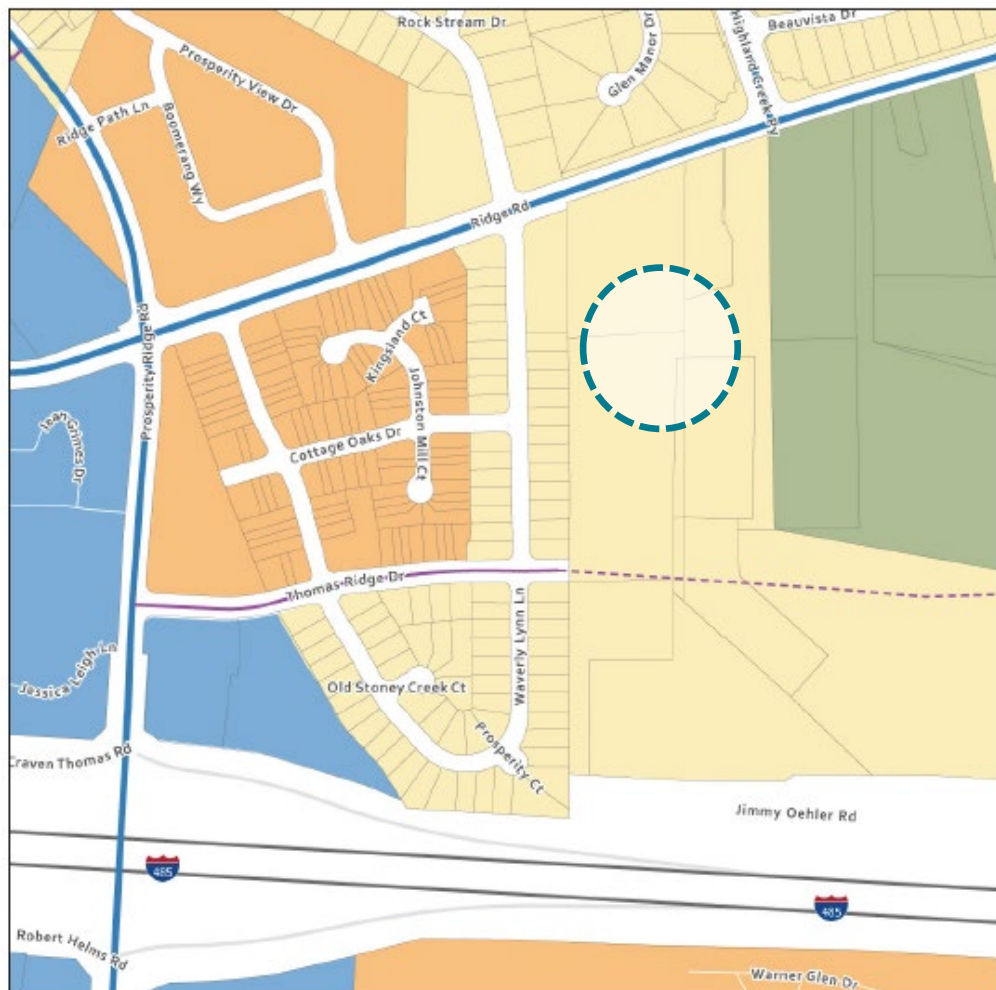 Rock Stream Dr
Beauvista Dr
Prosperity View Dr
Glen Manor Dr
Highland Creek Py
Ridge Path Ln
Boomerang Wy
Ridge Rd
Prosperity Ridge Rd
Kingsland Ct
Johnston Mill Ct
Jean Grimes Dr
Cottage Oaks Dr
Thomas Ridge Dr
Waverly Lynn Ln
Jessica Leigh Ln
Old Stoney Creek Ct
Prosperity Ct
Craven Thomas Rd
Jimmy Oehler Rd
485
485
Robert Helms Rd
Warner Glen Dr